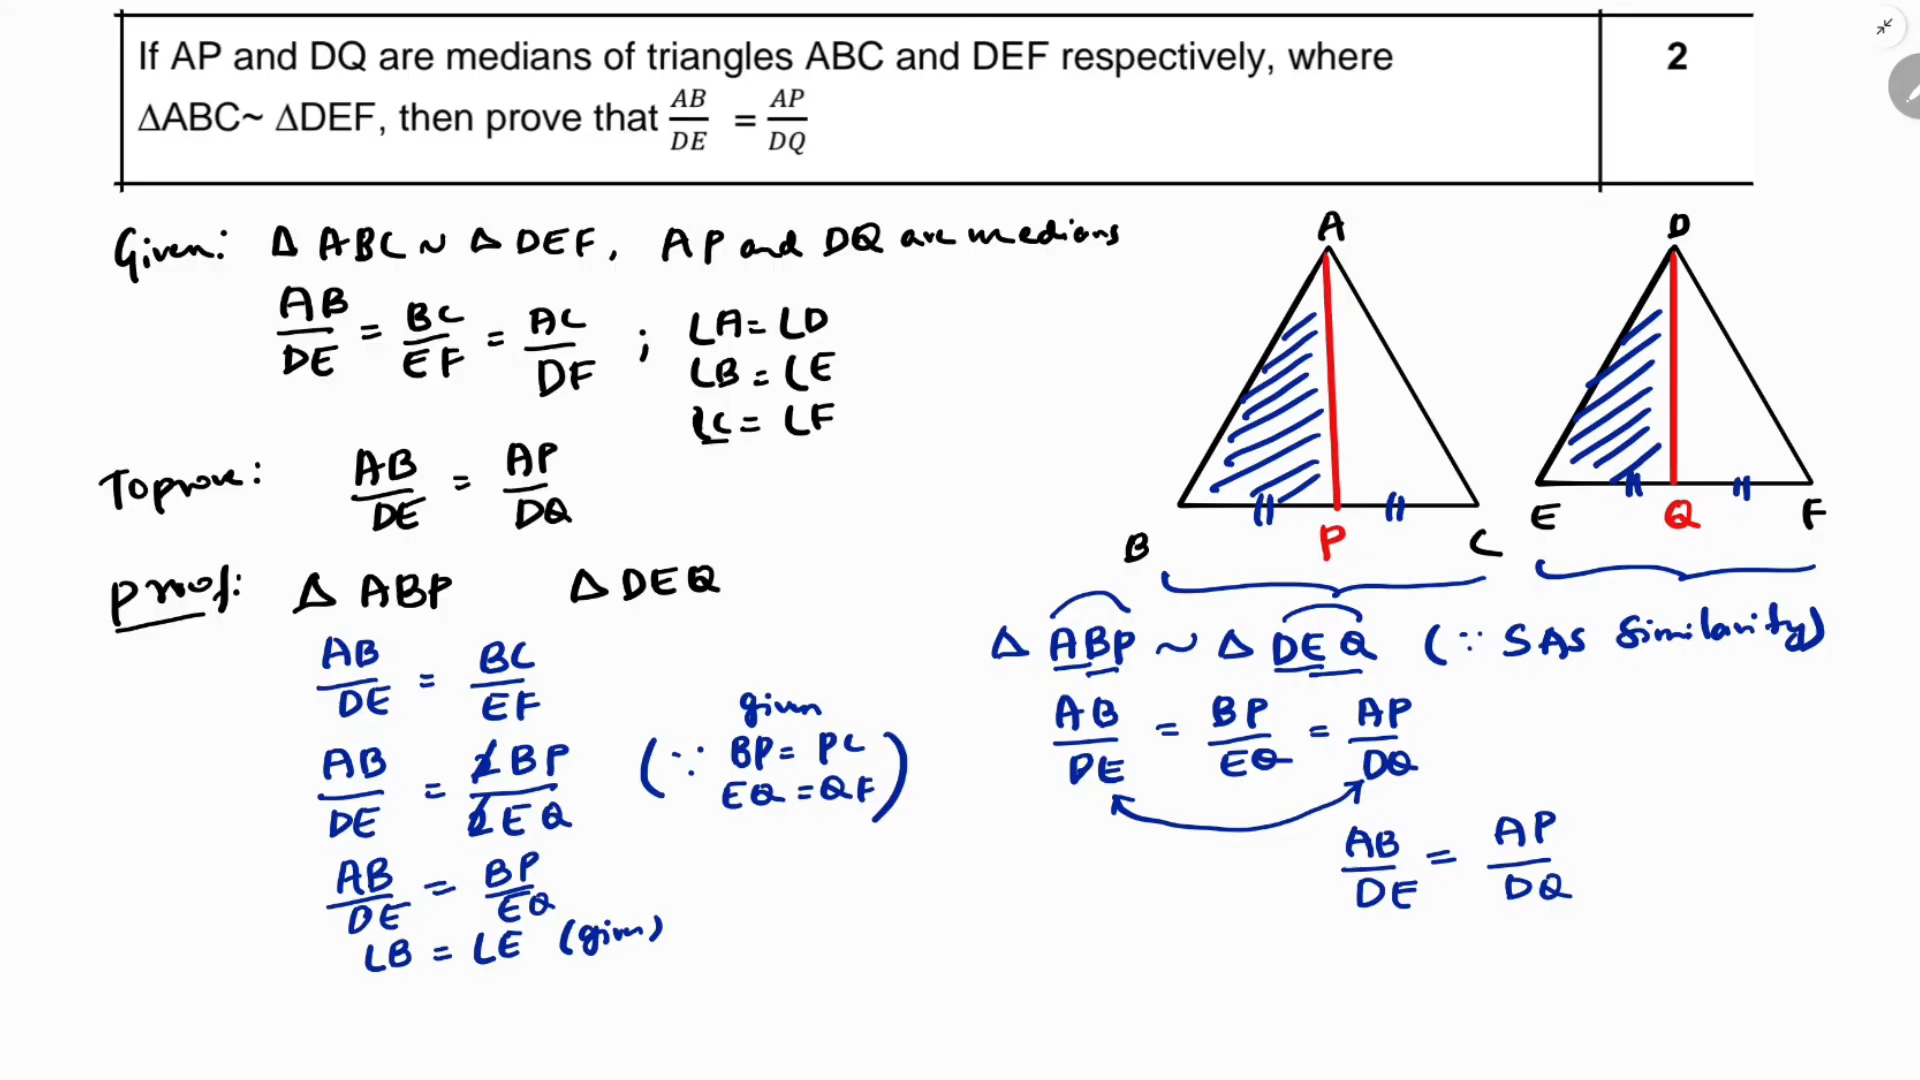 If AP and DQ are medians of triangles ABC and DEF respectively, where
2
ΔABC~ ΔDEF, then prove that AB/DE = AP/DQ
Given: Δ ABC ~ Δ DEF, AP and DQ are medians
AB/DE = BC/EF = AC/DF ; ∠A = ∠D
∠B = ∠E
∠C = ∠F
To prove: AB/DE = AP/DQ
Proof: Δ ABP Δ DEQ
AB/DE = BC/EF
AB/DE = 2BP/2EQ (∵ given BP = PC EQ = QF)
AB/DE = BP/EQ
∠B = ∠E (given)
A
B
P
C
D
E
Q
F
Δ ABP ~ Δ DEQ (∵ SAS similarity)
AB/DE = BP/EQ = AP/DQ
AB/DE = AP/DQ